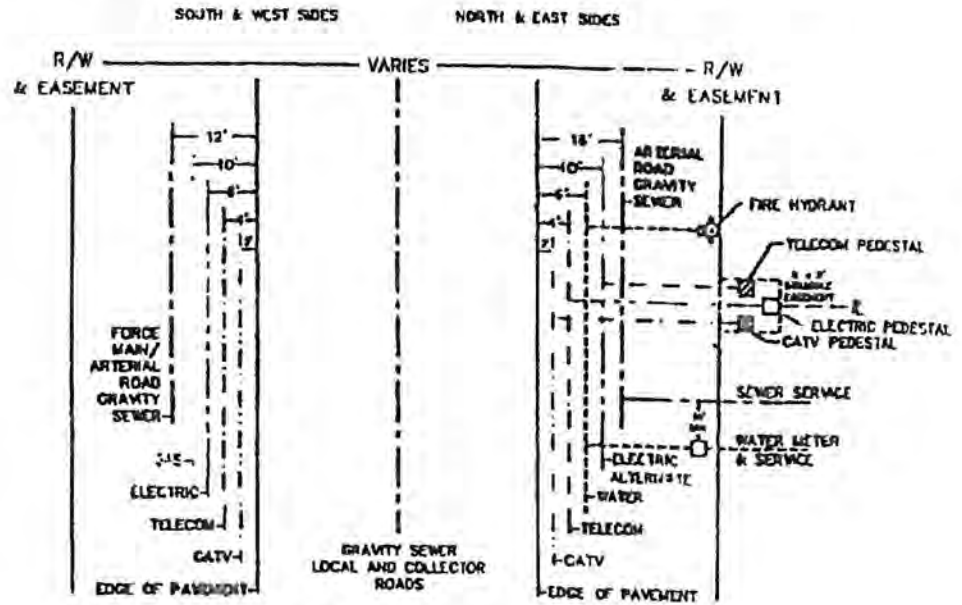 SOUTH & WEST SIDES
NORTH & EAST SIDES
R/W
VARIES
R/W
& EASEMENT
& EASEMENT
12'
10'
6'
4'
2'
10'
6'
4'
2'
ARTERIAL
ROAD
GRAVITY
SEWER
FIRE HYDRANT
TELECOM PEDESTAL
EASEMENT
ELECTRIC PEDESTAL
CATV PEDESTAL
FORCE
MAIN/
ARTERIAL
ROAD
GRAVITY
SEWER
SEWER SERVICE
WATER METER
& SERVICE
GAS
ELECTRIC
TELECOM
CATV
EDGE OF PAVEMENT
GRAVITY SEWER
LOCAL AND COLLECTOR
ROADS
ELECTRIC
ALTERNATE
WATER
TELECOM
CATV
EDGE OF PAVEMENT